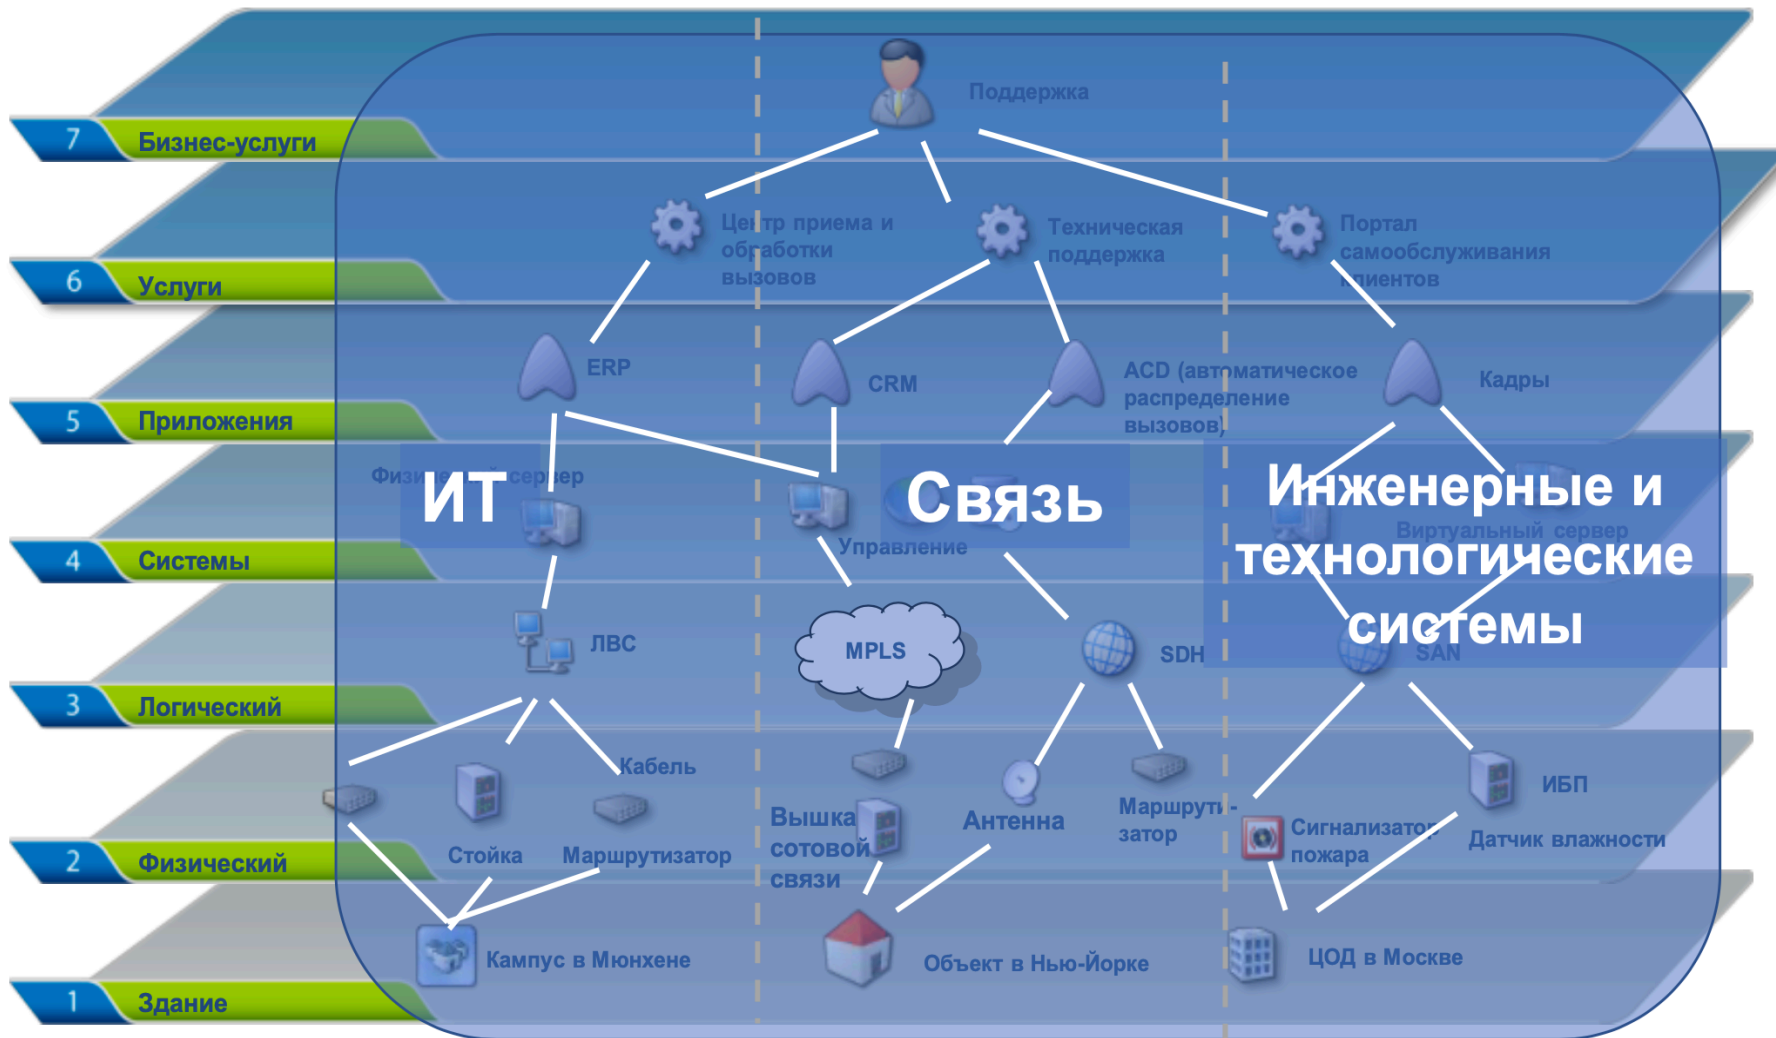 Поддержка
7
Бизнес-услуги
Центр приема и
обработки
вызовов
Техническая
поддержка
Портал
самообслуживания
клиентов
6
Услуги
ERP
CRM
ACD (автоматическое
распределение
вызовов)
Кадры
5
Приложения
Физический сервер
ИТ
Связь
Инженерные и
технологические
системы
Управление
Виртуальный сервер
4
Системы
ЛВС
MPLS
SDH
SAN
3
Логический
Кабель
Вышка
сотовой
связи
Антенна
Маршрути-
затор
ИБП
Сигнализатор
пожара
Датчик влажности
Стойка
Маршрутизатор
2
Физический
Кампус в Мюнхене
Объект в Нью-Йорке
ЦОД в Москве
1
Здание